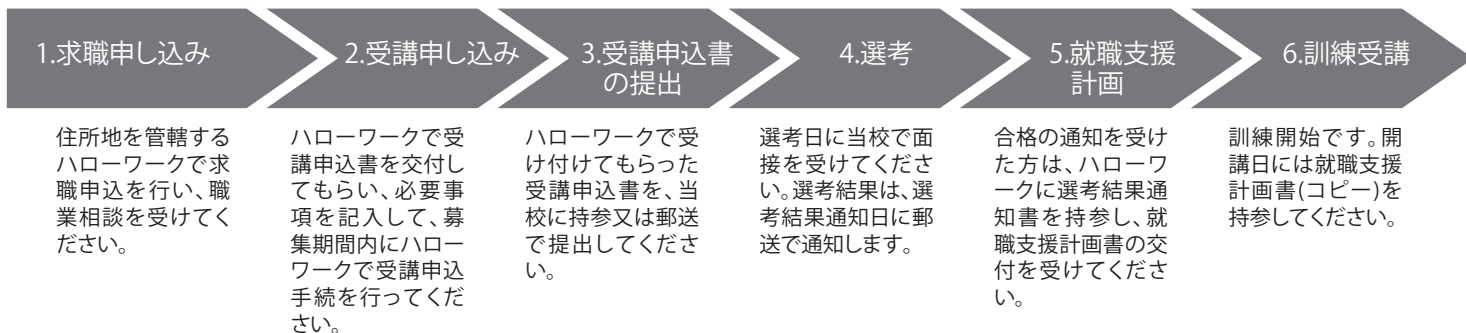 1.求職申し込み
2.受講申し込み
3.受講申込書
の提出
4.選考
5.就職支援
計画
6.訓練受講
住所地を管轄する
ハローワークで求
職申込を行い、職
業相談を受けてく
ださい。
ハローワークで受
講申込書を交付し
てもらい、必要事
項を記入して、募
集期間内にハロー
ワークで受講申込
手続を行ってくだ
さい。
ハローワークで受
け付けてもらった
受講申込書を、当
校に持参又は郵送
で提出してくださ
い。
選考日に当校で面
接を受けてくださ
い。選考結果は、選
考結果通知日に郵
送で通知します。
合格の通知を受け
た方は、ハローワ
ークに選考結果通
知書を持参し、就
職支援計画書の交
付を受けてくださ
い。
訓練開始です。開
講日には就職支援
計画書(コピー)を
持参してください。